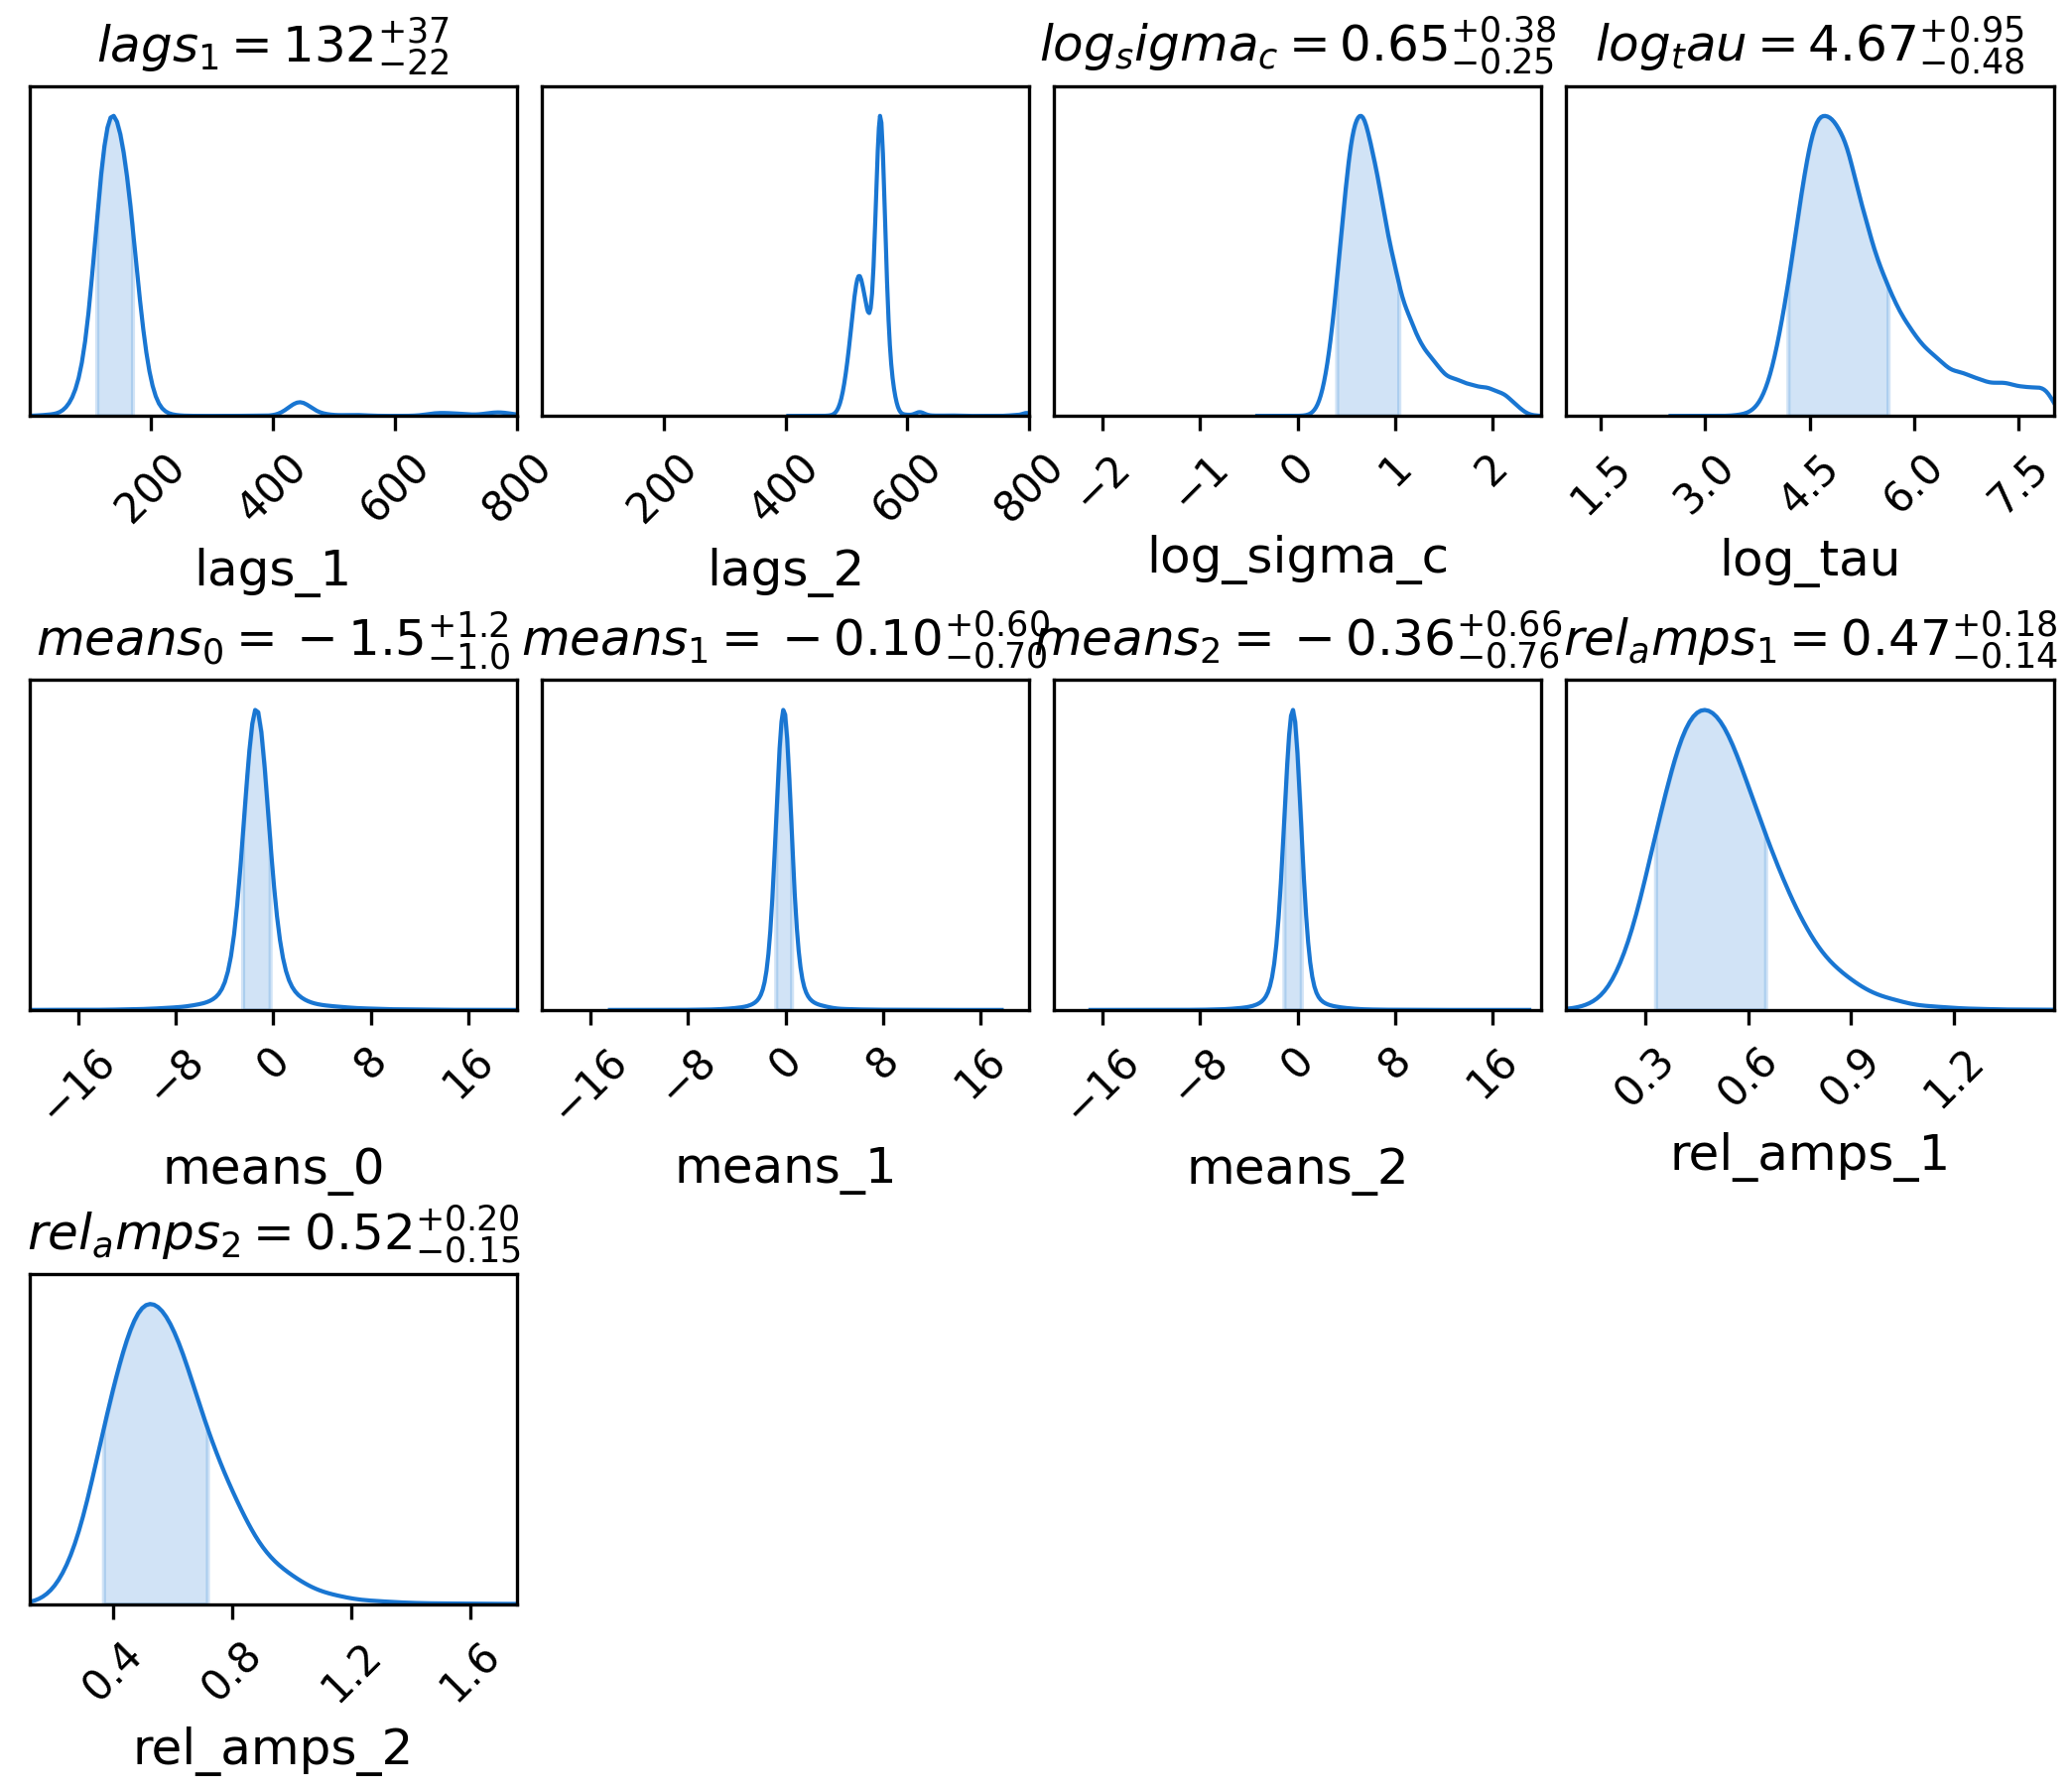 lags₁ = 132⁺³⁷₋₂₂
logₛigma_c = 0.65⁺⁰·³⁸₋₀.₂₅
logₜau = 4.67⁺⁰·⁹⁵₋₀.₄₈
200 400 600 800
200 400 600 800
−2 −1 0 1 2
1.5 3.0 4.5 6.0 7.5
lags_1
lags_2
log_sigma_c
log_tau
means₀ = −1.5⁺¹·²₋₁.₀
means₁ = −0.10⁺⁰·⁶⁰₋₀.₇₀
means₂ = −0.36⁺⁰·⁶⁶₋₀.₇₆
relₐmps₁ = 0.47⁺⁰·¹⁸₋₀.₁₄
−16 −8 0 8 16
−16 −8 0 8 16
−16 −8 0 8 16
0.3 0.6 0.9 1.2
means_0
means_1
means_2
rel_amps_1
relₐmps₂ = 0.52⁺⁰·²⁰₋₀.₁₅
0.4 0.8 1.2 1.6
rel_amps_2